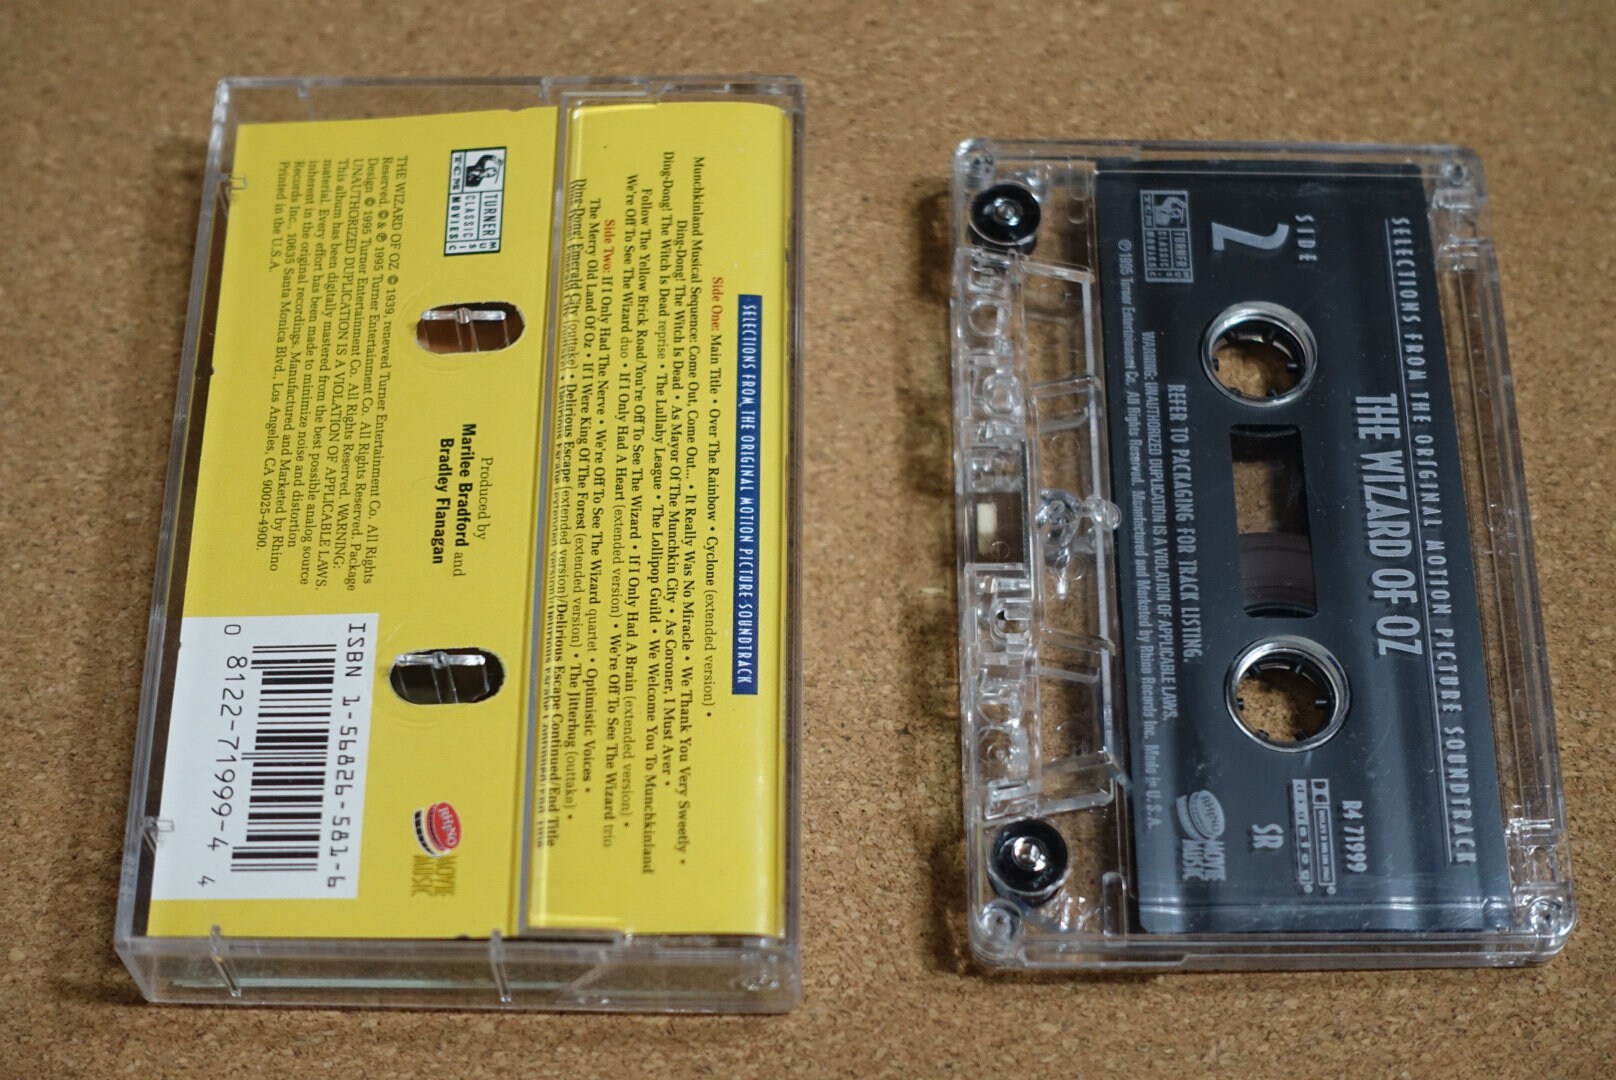 SELECTIONS FROM THE ORIGINAL MOTION PICTURE SOUNDTRACK
Side One: Main Title • Over The Rainbow • Cyclone (extended version) •
Munchkinland Musical Sequence: Come Out, Come Out... • It Really Was No Miracle • We Thank You Very Sweetly •
Ding-Dong! The Witch Is Dead • As Mayor Of The Munchkin City • As Coroner, I Must Aver •
Ding-Dong! The Witch Is Dead reprise • The Lullaby League • The Lollipop Guild • We Welcome You To Munchkinland
Follow The Yellow Brick Road/You're Off To See The Wizard • If I Only Had A Brain (extended version) •
We're Off To See The Wizard duo • If I Only Had A Heart (extended version) • We're Off To See The Wizard trio
Side Two: If I Only Had The Nerve • We're Off To See The Wizard quartet • Optimistic Voices •
The Merry Old Land Of Oz • If I Were King Of The Forest (extended version) • The Jitterbug (outtake) •
Ding-Dong! Emerald City (outtake) • Delirious Escape (extended version)/Delirious Escape Continued/End Title
TURNER
CLASSIC
MOVIES
TCM
Produced by
Marilee Bradford and
Bradley Flanagan
RHINO
MOVIE
MUSIC
THE WIZARD OF OZ © 1939, renewed Turner Entertainment Co. All Rights
Reserved. © & ℗ 1995 Turner Entertainment Co. All Rights Reserved. Package
Design © 1995 Turner Entertainment Co. All Rights Reserved. WARNING:
UNAUTHORIZED DUPLICATION IS A VIOLATION OF APPLICABLE LAWS.
This album has been digitally mastered from the best possible analog source
material. Every effort has been made to minimize noise and distortion
inherent in the original recordings. Manufactured and Marketed by Rhino
Records Inc., 10635 Santa Monica Blvd., Los Angeles, CA 90025-4900.
Printed in the U.S.A.
ISBN 1-56826-581-6
0 8122-71999-4 4
SELECTIONS FROM THE ORIGINAL MOTION PICTURE SOUNDTRACK
THE WIZARD OF OZ
SIDE
2
R4 71999
SR
TURNER
CLASSIC
MOVIES
TCM
RHINO
MOVIE
MUSIC
REFER TO PACKAGING FOR TRACK LISTING.
WARNING: UNAUTHORIZED DUPLICATION IS A VIOLATION OF APPLICABLE LAWS.
℗ 1995 Turner Entertainment Co. All Rights Reserved. Manufactured and Marketed by Rhino Records Inc. Made in U.S.A.